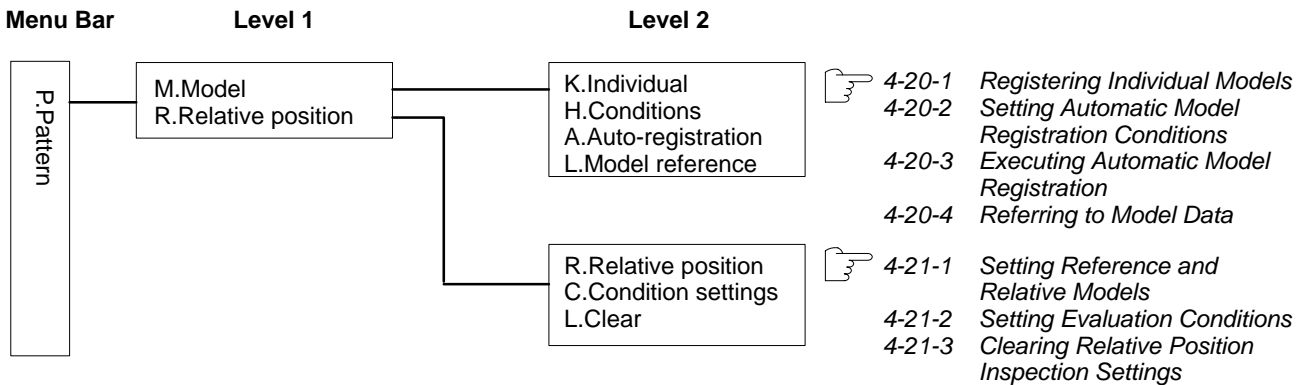 Menu Bar Level 1 Level 2
P.Pattern
M.Model
R.Relative position
K.Individual
H.Conditions
A.Auto-registration
L.Model reference
4-20-1 Registering Individual Models
4-20-2 Setting Automatic Model
Registration Conditions
4-20-3 Executing Automatic Model
Registration
4-20-4 Referring to Model Data
R.Relative position
C.Condition settings
L.Clear
4-21-1 Setting Reference and
Relative Models
4-21-2 Setting Evaluation Conditions
4-21-3 Clearing Relative Position
Inspection Settings